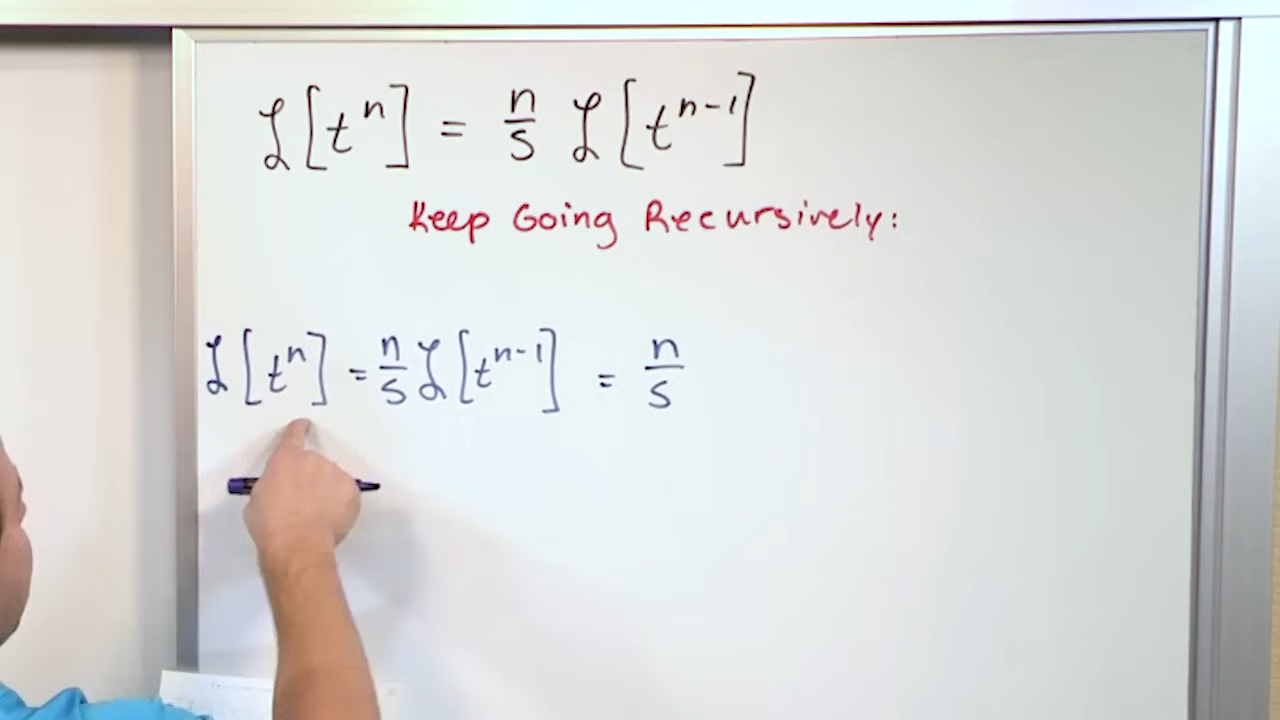 ℒ[tⁿ] = n/s ℒ[tⁿ⁻¹]
Keep Going Recursively:
ℒ[tⁿ] = n/s ℒ[tⁿ⁻¹] = n/s